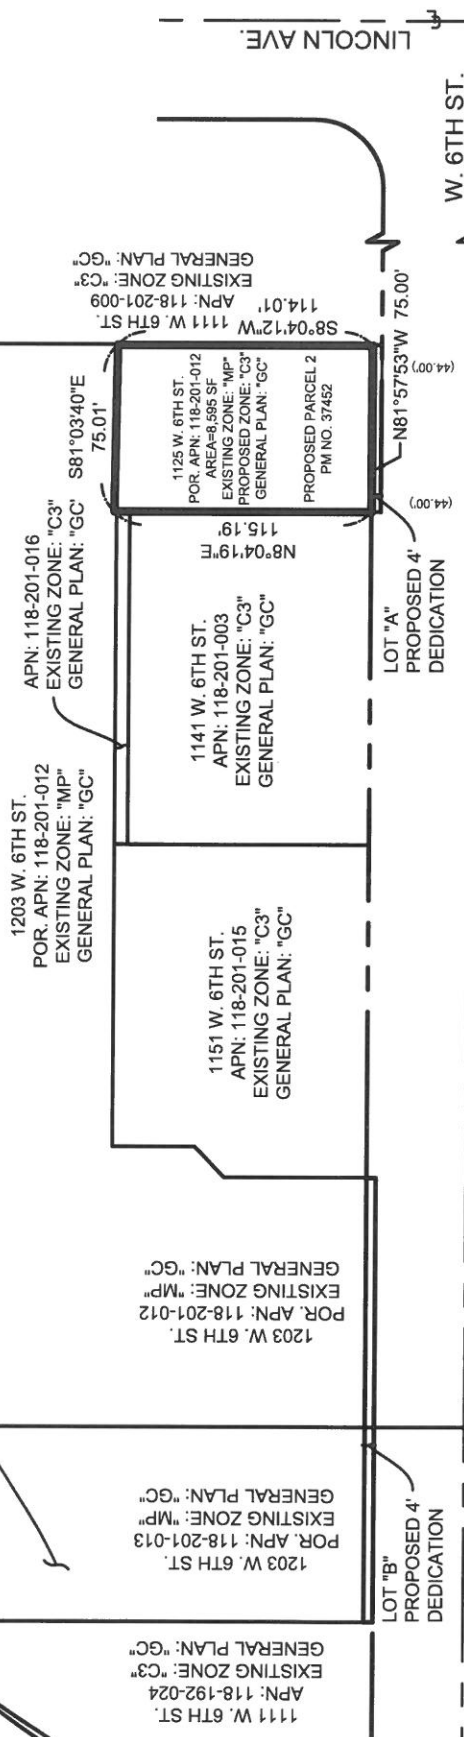 LINCOLN AVE.
W. 6TH ST.
1111 W. 6TH ST.
APN: 118-201-009
EXISTING ZONE: "C3"
GENERAL PLAN: "GC"
S8°04'12"W
114.01'
S81°03'40"E
75.01'
1125 W. 6TH ST.
POR. APN: 118-201-012
AREA=8,595 SF
EXISTING ZONE: "MP"
PROPOSED ZONE: "C3"
GENERAL PLAN: "GC"
PROPOSED PARCEL 2
PM NO. 37452
N81°57'53"W 75.00'
(44.00')
(44.00')
N8°04'19"E
115.19'
LOT "A"
PROPOSED 4'
DEDICATION
APN: 118-201-016
EXISTING ZONE: "C3"
GENERAL PLAN: "GC"
1141 W. 6TH ST.
APN: 118-201-003
EXISTING ZONE: "C3"
GENERAL PLAN: "GC"
1203 W. 6TH ST.
POR. APN: 118-201-012
EXISTING ZONE: "MP"
GENERAL PLAN: "GC"
1151 W. 6TH ST.
APN: 118-201-015
EXISTING ZONE: "C3"
GENERAL PLAN: "GC"
1203 W. 6TH ST.
POR. APN: 118-201-012
EXISTING ZONE: "MP"
GENERAL PLAN: "GC"
1203 W. 6TH ST.
POR. APN: 118-201-013
EXISTING ZONE: "MP"
GENERAL PLAN: "GC"
LOT "B"
PROPOSED 4'
DEDICATION
1111 W. 6TH ST.
APN: 118-192-024
EXISTING ZONE: "C3"
GENERAL PLAN: "GC"